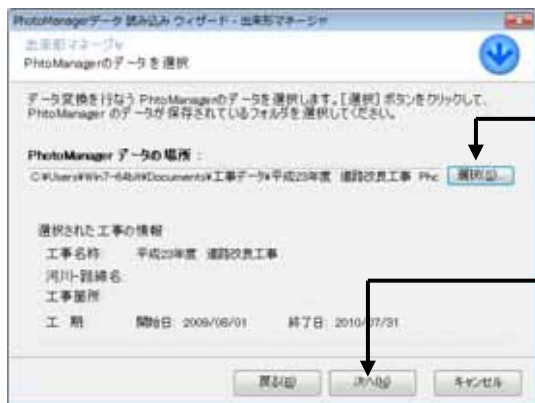 PhotoManagerデータ 読み込み ウィザード - 出来形マネージャ
出来形マネージャ
PhtoManagerのデータを選択
データ変換を行なう PhtoManagerのデータを選択します。[選択] ボタンをクリックして、
PhtoManager のデータが保存されているフォルダを選択してください。
PhotoManager データの場所 :
C:¥Users¥Win7-64bit¥Documents¥工事データ¥平成23年度 道路改良工事 Phc
選択(S)...
選択された工事の情報
工事名称: 平成23年度 道路改良工事
河川・路線名:
工事箇所:
工 期: 開始日: 2009/08/01 終了日: 2010/07/31
戻る(B) 次へ(N) キャンセル